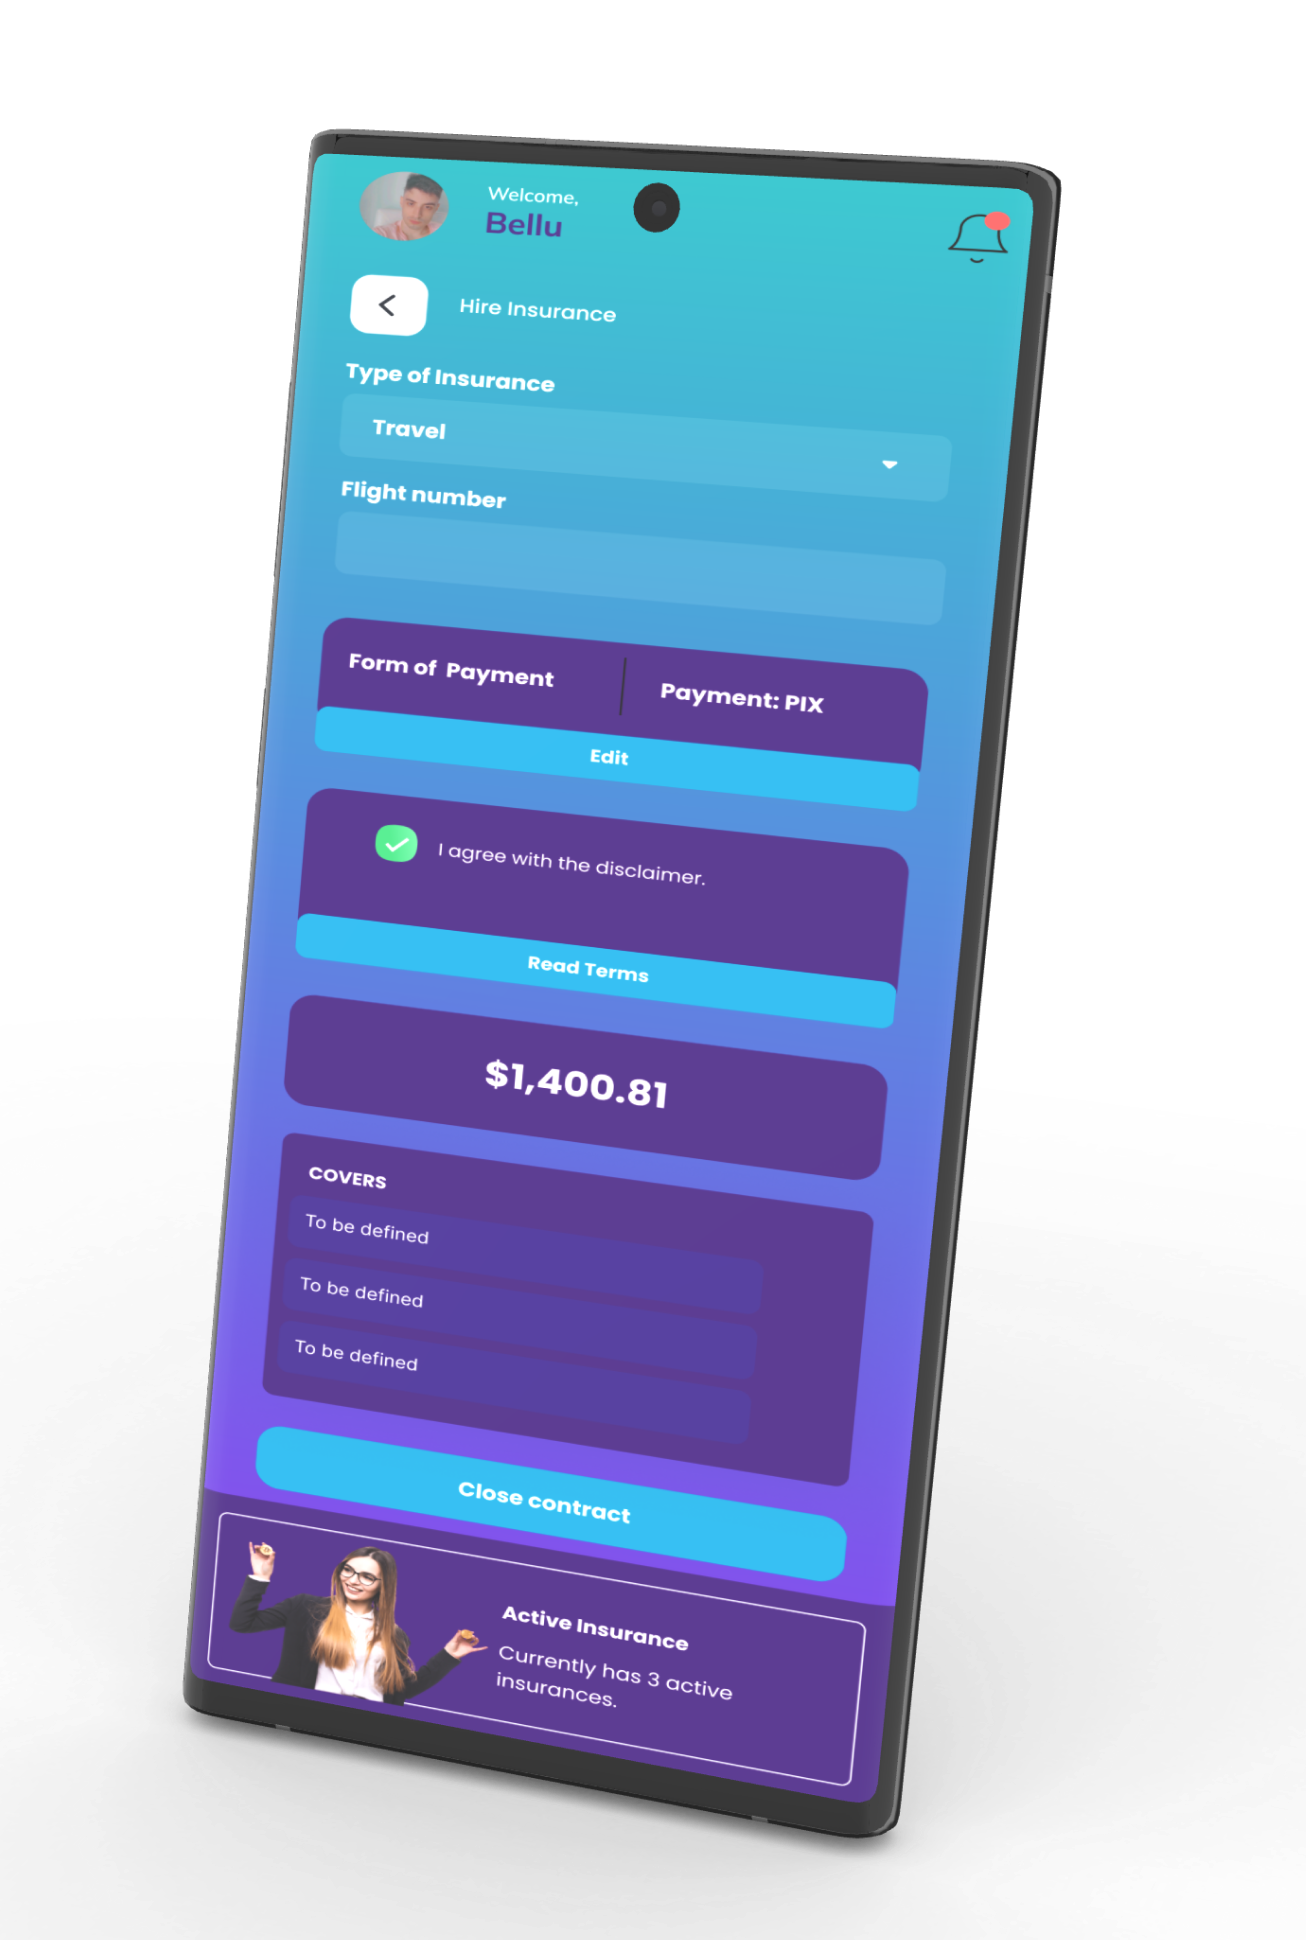 Welcome,
Bellu
Hire Insurance
Type of Insurance
Travel
Flight number
Form of Payment
Payment: PIX
Edit
I agree with the disclaimer.
Read Terms
$1,400.81
COVERS
To be defined
To be defined
To be defined
Close contract
Active Insurance
Currently has 3 active
insurances.